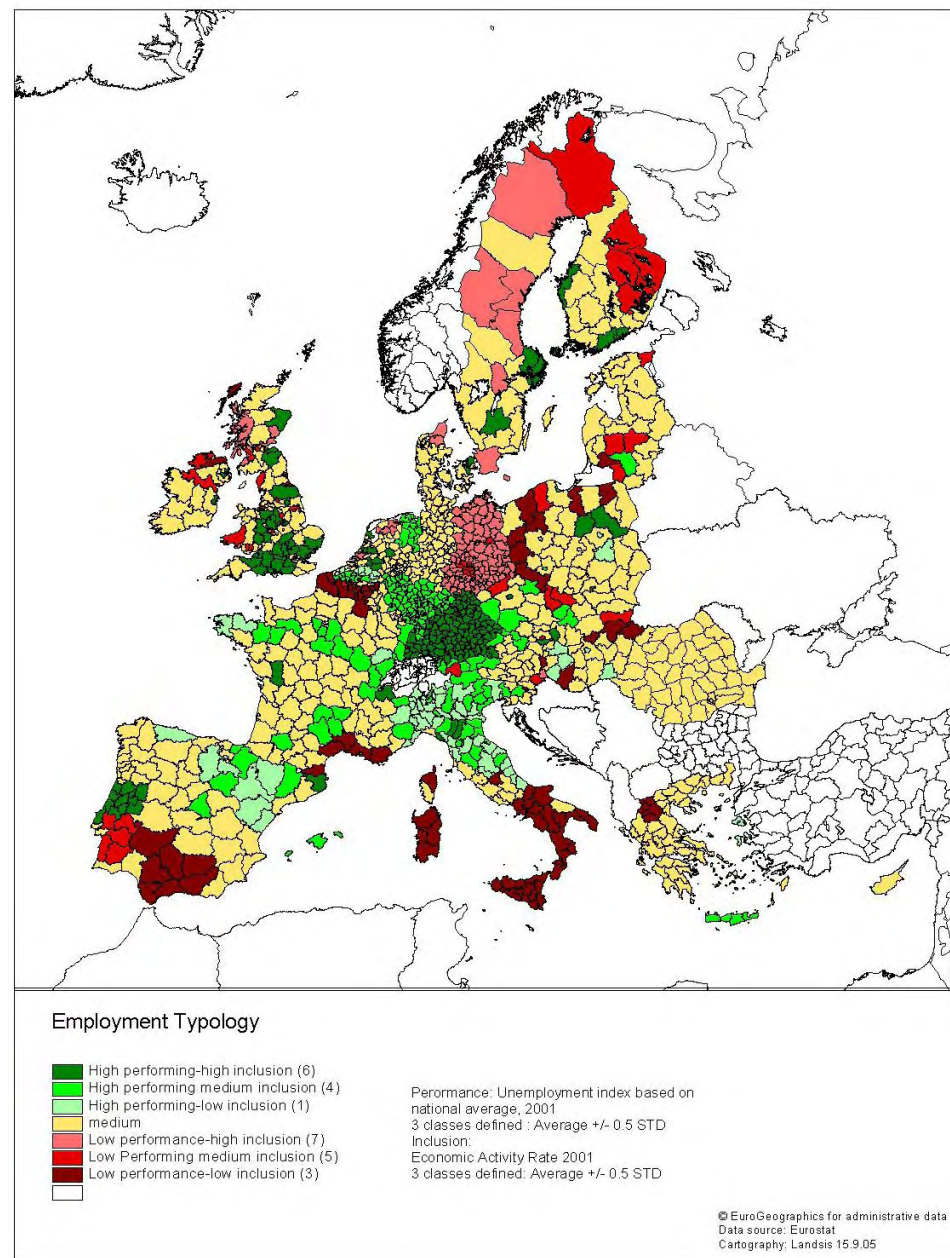 Employment Typology
High performing-high inclusion (6)
High performing medium inclusion (4)
High performing-low inclusion (1)
medium
Low performance-high inclusion (7)
Low Performing medium inclusion (5)
Low performance-low inclusion (3)
Perormance: Unemployment index based on
national average, 2001
3 classes defined : Average +/- 0.5 STD
Inclusion:
Economic Activity Rate 2001
3 classes defined: Average +/- 0.5 STD
© EuroGeographics for administrative data
Data source: Eurostat
Cartography: Landsis 15.9.05